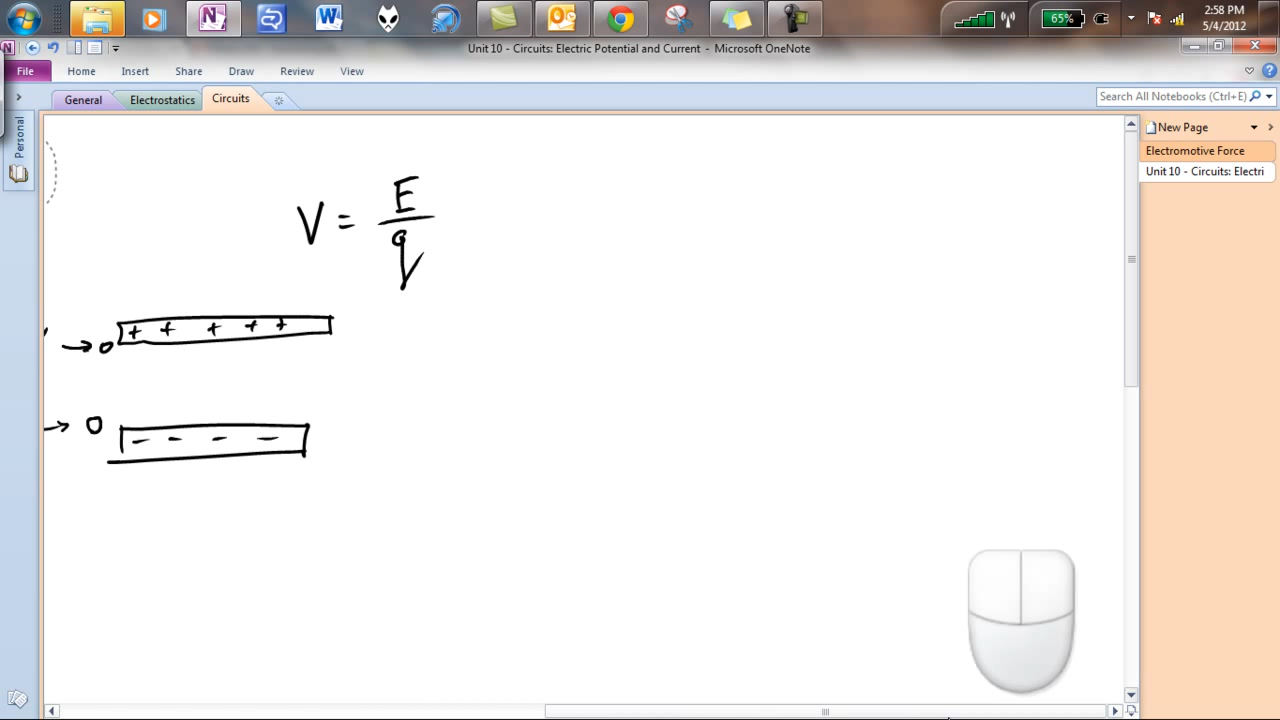 2:58 PM
65%
5/4/2012
Unit 10 - Circuits: Electric Potential and Current - Microsoft OneNote
File Home Insert Share Draw Review View
General Electrostatics Circuits
Search All Notebooks (Ctrl+E)
Personal
New Page
Electromotive Force
Unit 10 - Circuits: Electri
V = E
q
→ 0 + + + + +
→ 0 - - - -